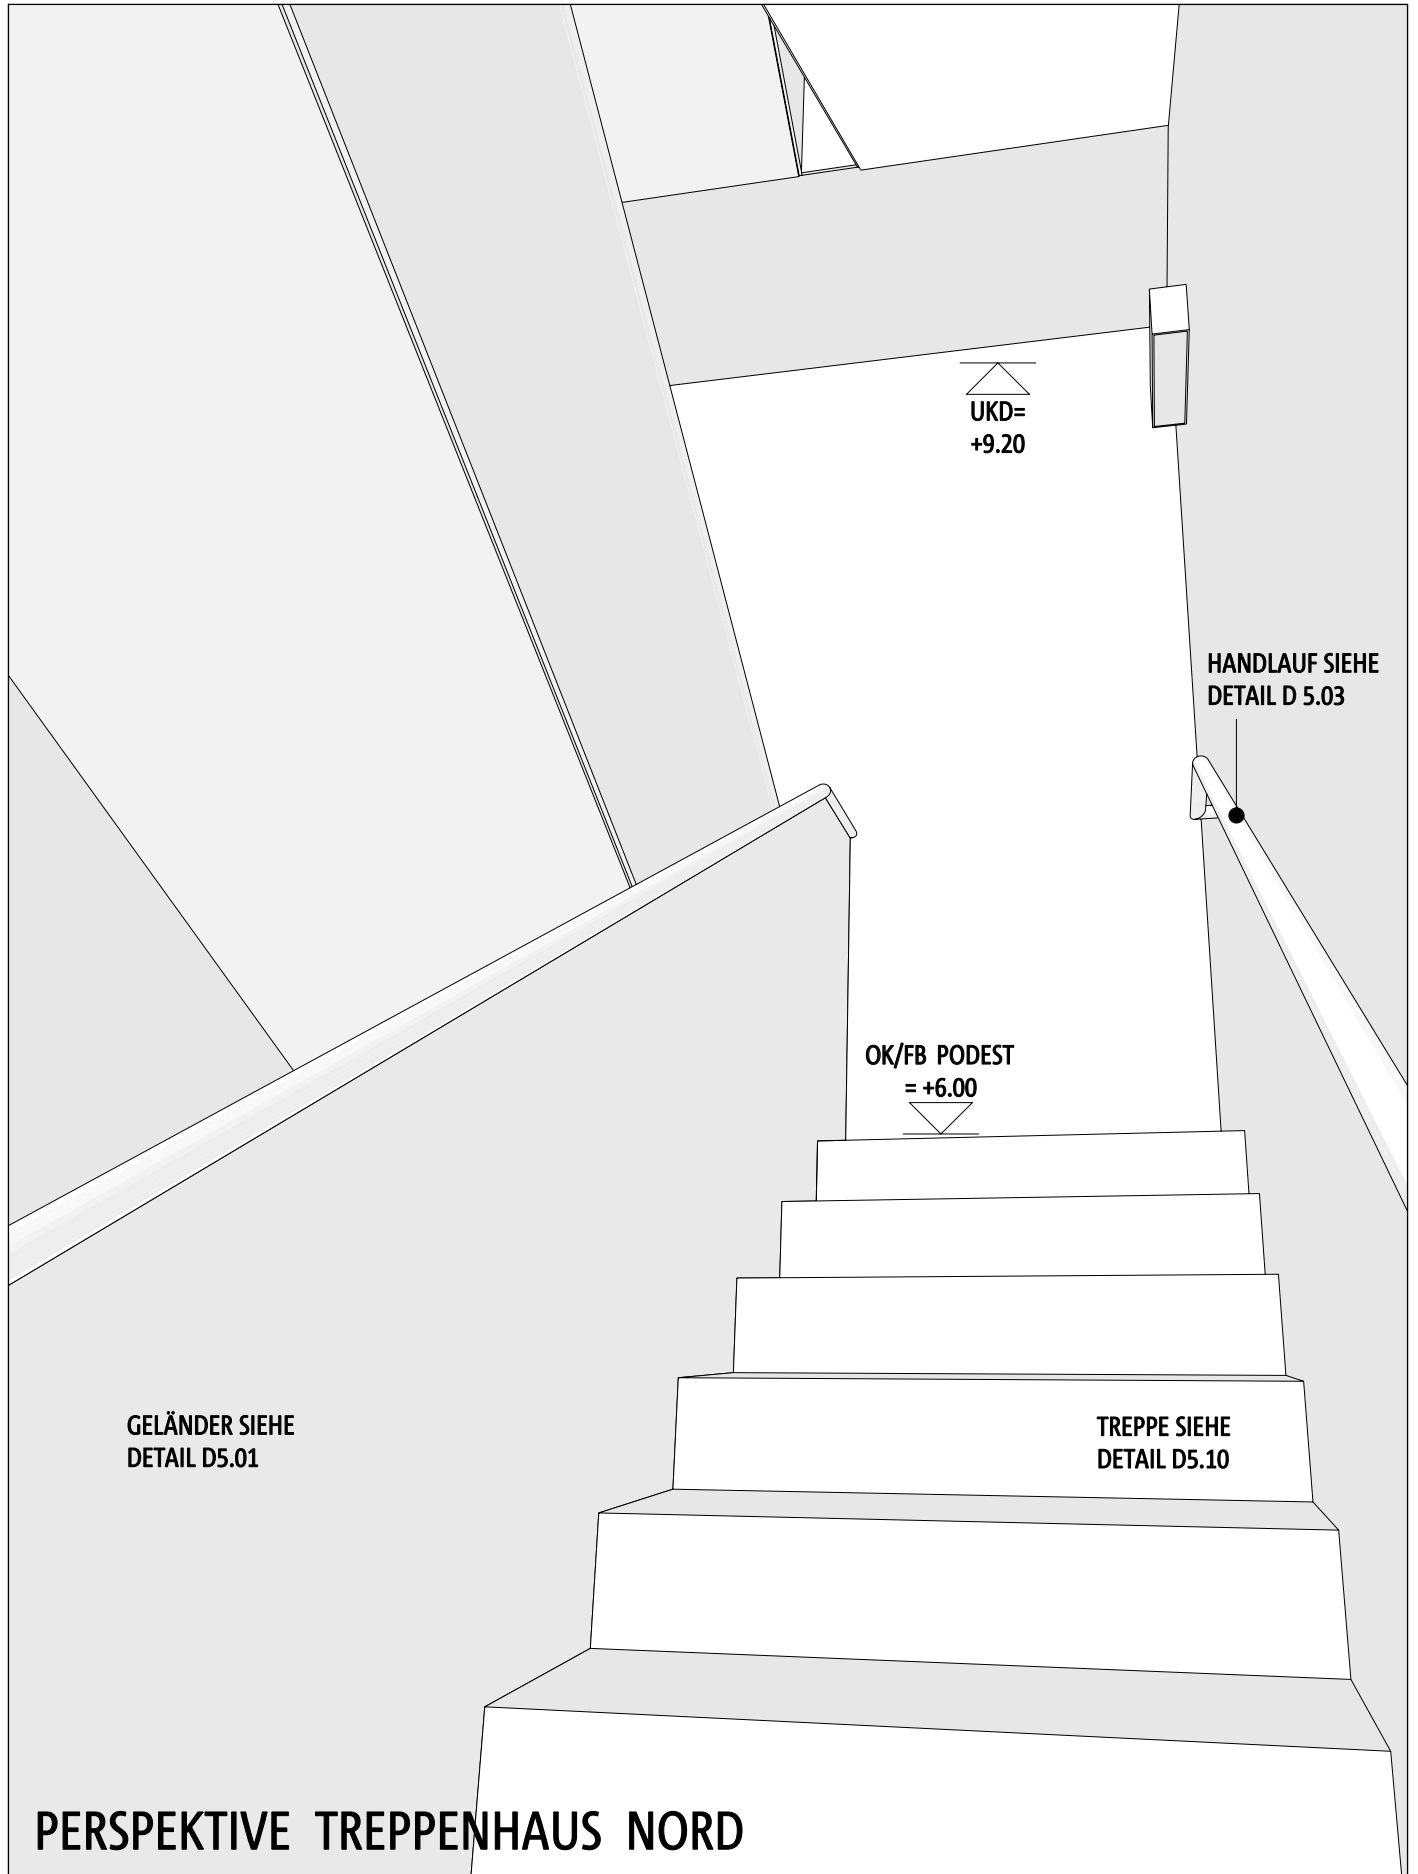 UKD=
+9.20
HANDLAUF SIEHE
DETAIL D 5.03
OK/FB PODEST
= +6.00
GELÄNDER SIEHE
DETAIL D5.01
TREPPE SIEHE
DETAIL D5.10
PERSPEKTIVE TREPPENHAUS NORD